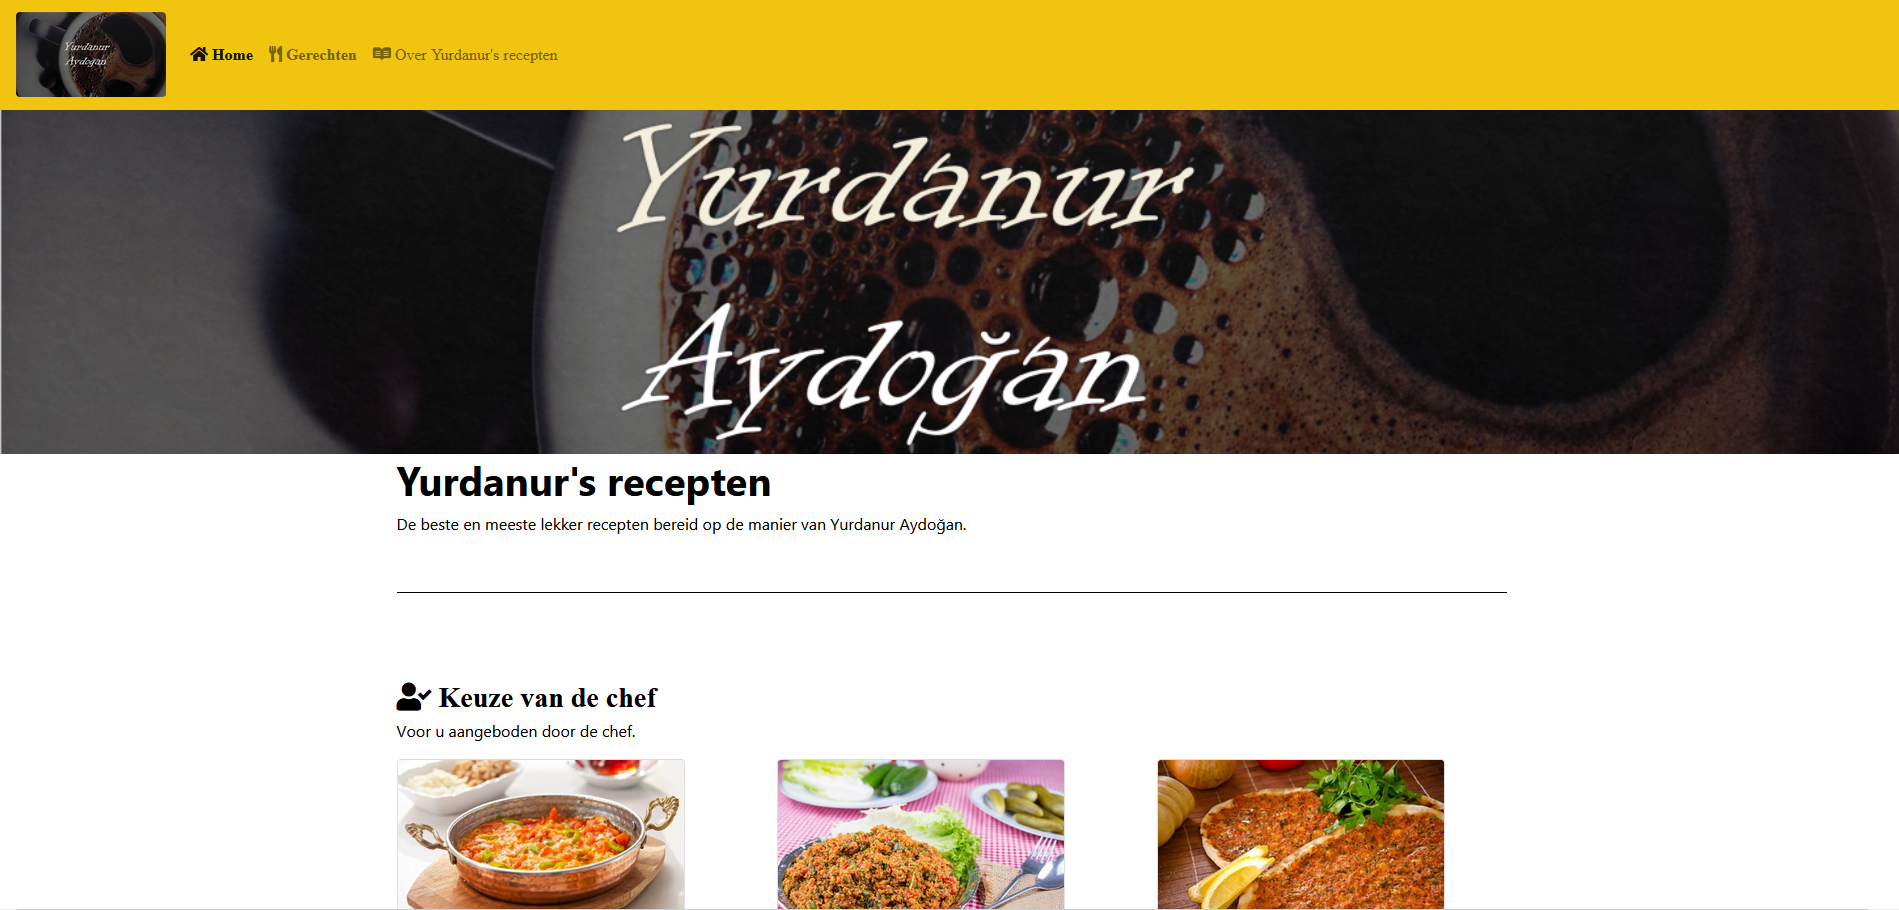 Yurdanur
Aydoğan
Home Gerechten Over Yurdanur's recepten
Yurdanur
Aydoğan
Yurdanur's recepten
De beste en meeste lekker recepten bereid op de manier van Yurdanur Aydoğan.
Keuze van de chef
Voor u aangeboden door de chef.